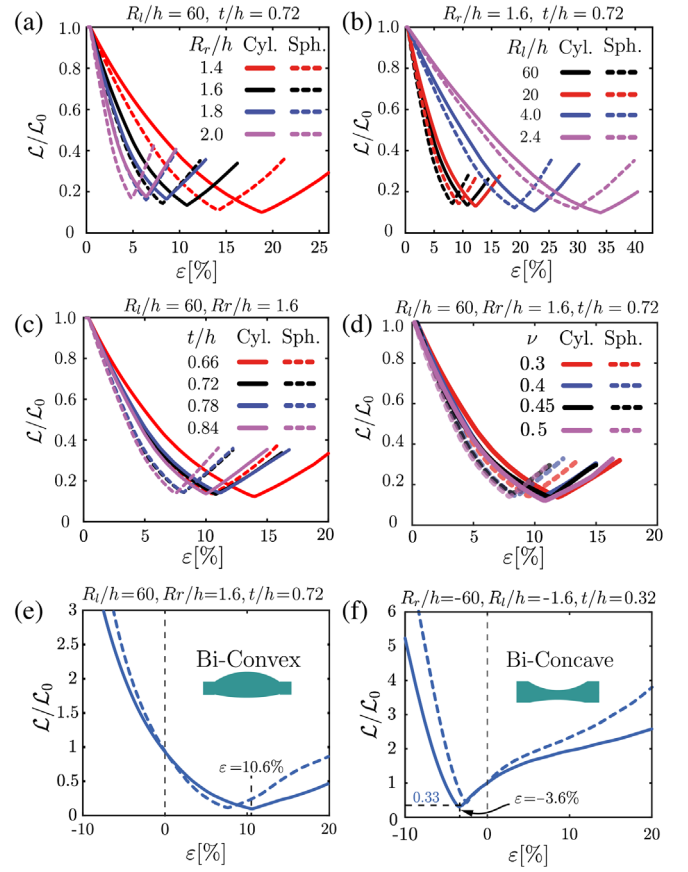 (a)
R_l/h = 60, t/h = 0.72
R_r/h Cyl. Sph.
1.4
1.6
1.8
2.0
L/L_0
1.0
0.8
0.6
0.4
0.2
0
0 5 10 15 20 25
ε[%]
(b)
R_r/h = 1.6, t/h = 0.72
R_l/h Cyl. Sph.
60
20
4.0
2.4
1.0
0.8
0.6
0.4
0.2
0
0 5 10 15 20 25 30 35 40
ε[%]
(c)
R_l/h = 60, Rr/h = 1.6
t/h Cyl. Sph.
0.66
0.72
0.78
0.84
L/L_0
1.0
0.8
0.6
0.4
0.2
0
0 5 10 15 20
ε[%]
(d)
R_l/h = 60, Rr/h = 1.6, t/h = 0.72
ν Cyl. Sph.
0.3
0.4
0.45
0.5
L/L_0
1.0
0.8
0.6
0.4
0.2
0
0 5 10 15 20
ε[%]
(e)
R_l/h=60, Rr/h=1.6, t/h=0.72
Bi-Convex
ε=10.6%
L/L_0
3
2.5
2
1.5
1
0.5
0
-10 0 10 20
ε[%]
(f)
R_r/h=-60, R_l/h=-1.6, t/h=0.32
Bi-Concave
0.33
ε=-3.6%
L/L_0
6
5
4
3
2
1
0
-10 0 10 20
ε[%]